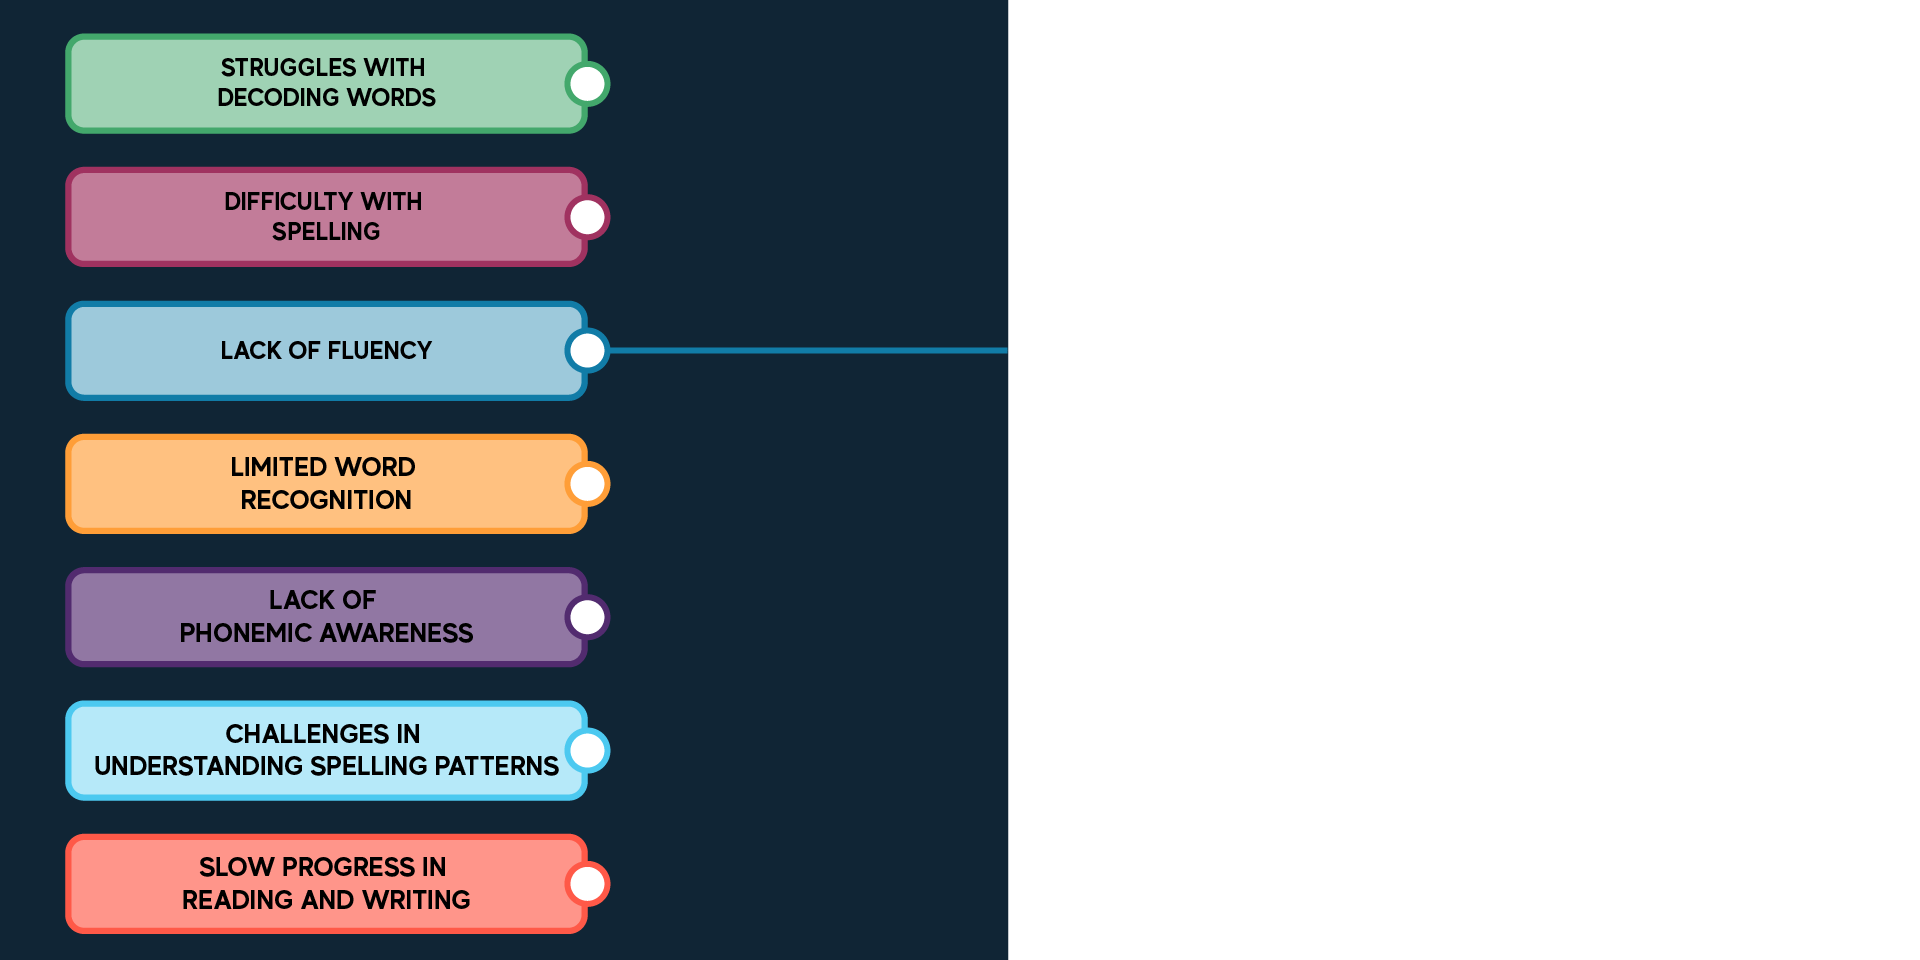 STRUGGLES WITH
DECODING WORDS
DIFFICULTY WITH
SPELLING
LACK OF FLUENCY
LIMITED WORD
RECOGNITION
LACK OF
PHONEMIC AWARENESS
CHALLENGES IN
UNDERSTANDING SPELLING PATTERNS
SLOW PROGRESS IN
READING AND WRITING